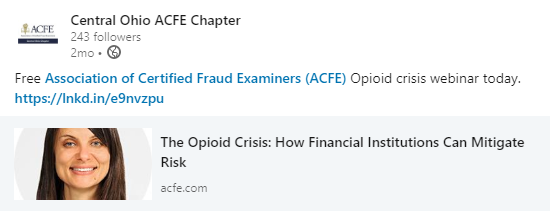 ACFE
Central Ohio ACFE Chapter
243 followers
2mo •
Free Association of Certified Fraud Examiners (ACFE) Opioid crisis webinar today.
https://lnkd.in/e9nvzpu
The Opioid Crisis: How Financial Institutions Can Mitigate
Risk
acfe.com